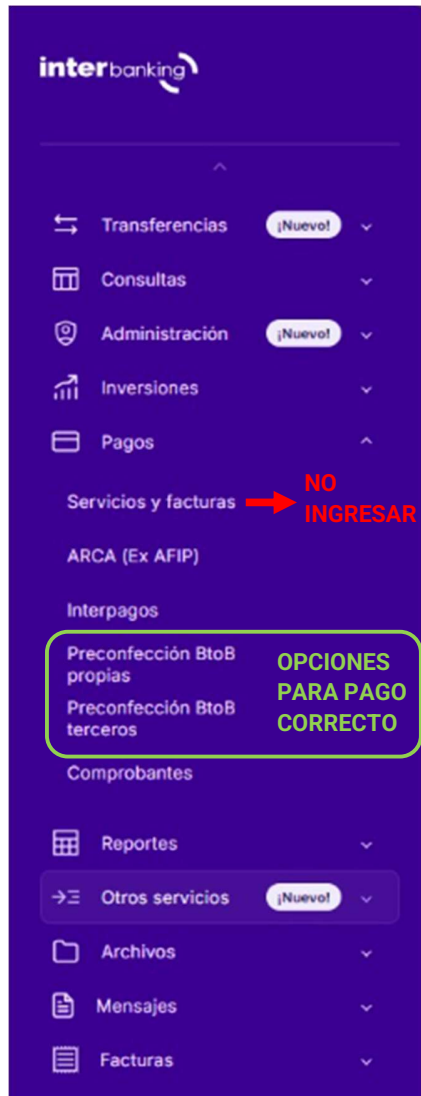 interbanking
Transferencias ¡Nuevo!
Consultas
Administración ¡Nuevo!
Inversiones
Pagos
Servicios y facturas
NO
INGRESAR
ARCA (Ex AFIP)
Interpagos
Preconfección BtoB
propias
Preconfección BtoB
terceros
OPCIONES
PARA PAGO
CORRECTO
Comprobantes
Reportes
Otros servicios ¡Nuevo!
Archivos
Mensajes
Facturas